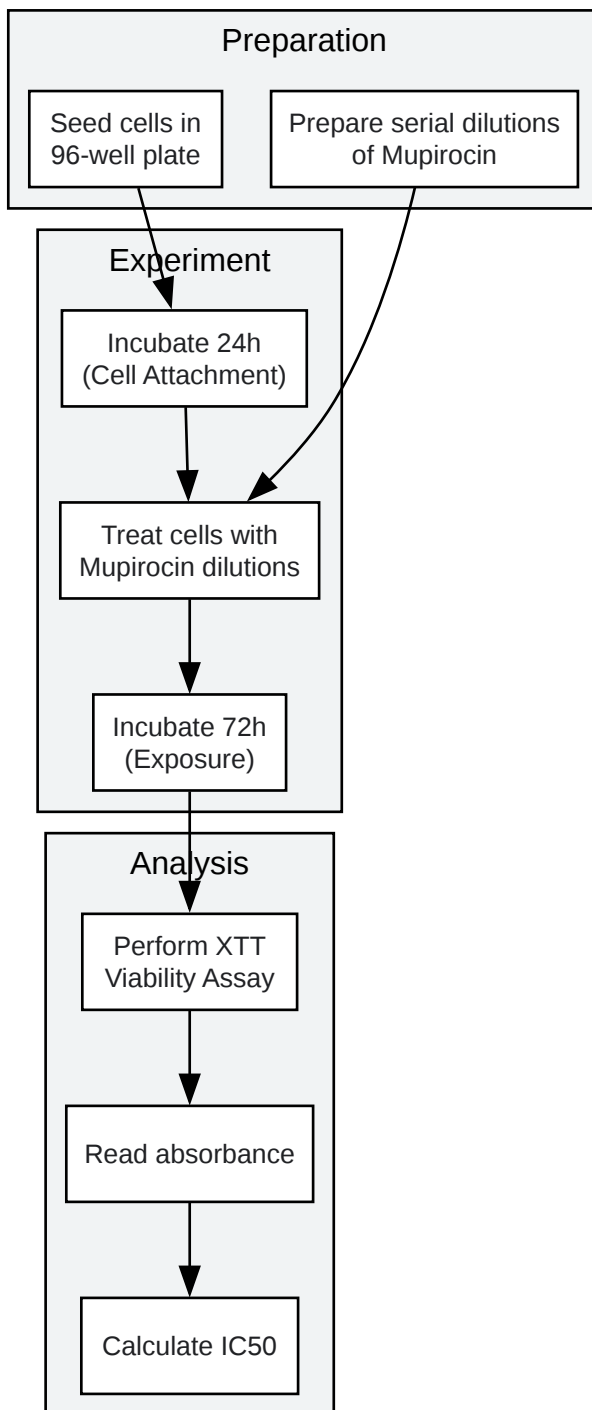 Preparation
Seed cells in
96-well plate
Prepare serial dilutions
of Mupirocin
Experiment
Incubate 24h
(Cell Attachment)
Treat cells with
Mupirocin dilutions
Incubate 72h
(Exposure)
Analysis
Perform XTT
Viability Assay
Read absorbance
Calculate IC50